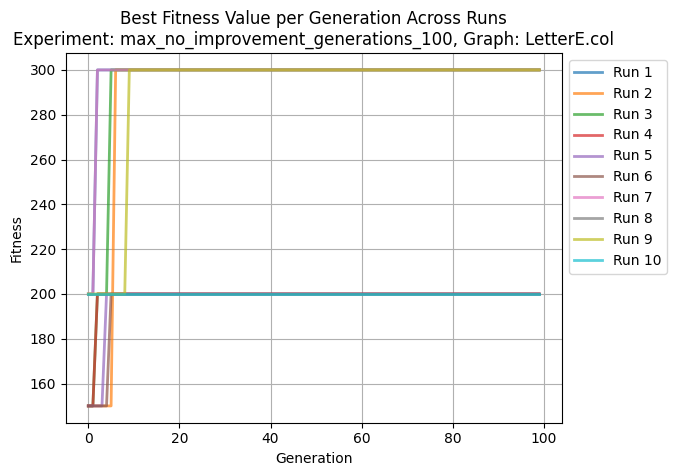 Best Fitness Value per Generation Across Runs
Experiment: max_no_improvement_generations_100, Graph: LetterE.col
300
280
260
240
220
200
180
160
Fitness
0 20 40 60 80 100
Generation
Run 1
Run 2
Run 3
Run 4
Run 5
Run 6
Run 7
Run 8
Run 9
Run 10